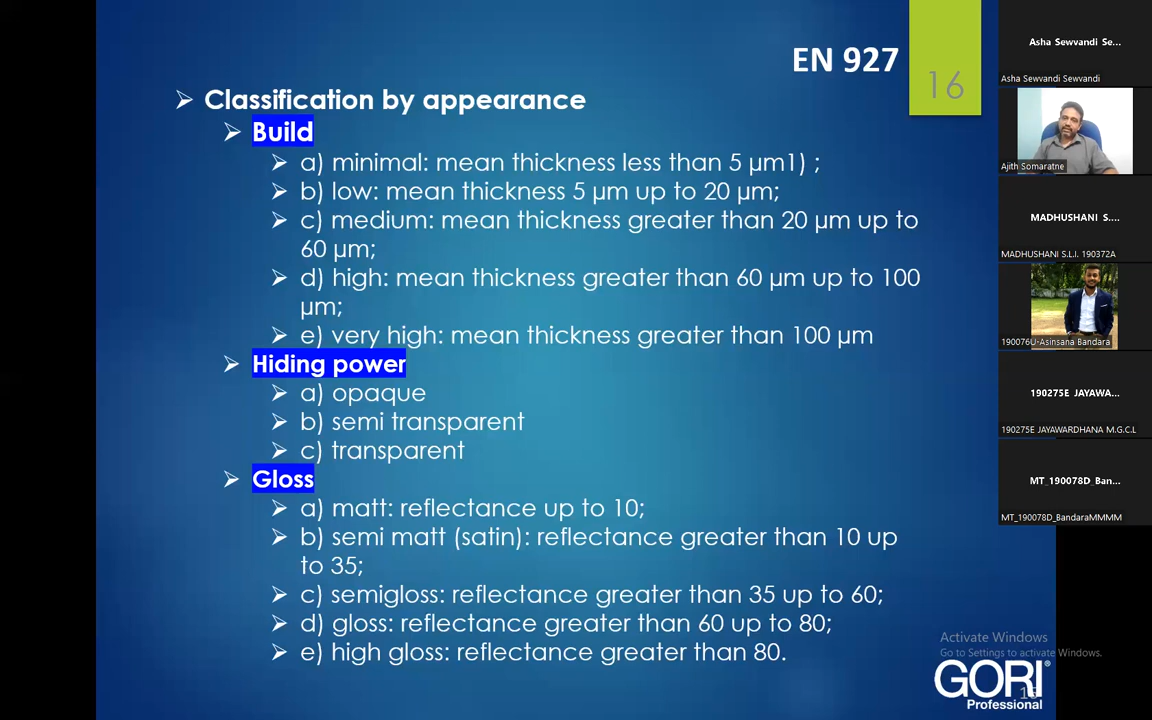 EN 927
16
Classification by appearance
Build
a) minimal: mean thickness less than 5 µm1) ;
b) low: mean thickness 5 µm up to 20 µm;
c) medium: mean thickness greater than 20 µm up to
60 µm;
d) high: mean thickness greater than 60 µm up to 100
µm;
e) very high: mean thickness greater than 100 µm
Hiding power
a) opaque
b) semi transparent
c) transparent
Gloss
a) matt: reflectance up to 10;
b) semi matt (satin): reflectance greater than 10 up
to 35;
c) semigloss: reflectance greater than 35 up to 60;
d) gloss: reflectance greater than 60 up to 80;
e) high gloss: reflectance greater than 80.
Activate Windows
Go to Settings to activate Windows.
GORI®
Professional
Asha Sewvandi Se...
Asha Sewvandi Sewvandi
Ajith Somaratne
MADHUSHANI S....
MADHUSHANI S.L.I. 190372A
190076U-Asinsana Bandara
190275E JAYAWA...
190275E JAYAWARDHANA M.G.C.L
MT_190078D_Ban...
MT_190078D_BandaraMMMM